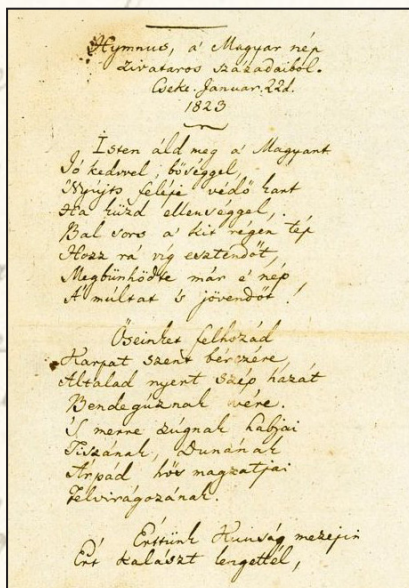 Hymnus, a' Magyar nép
zivataros századaiból.
Cseke. Januar. 22d.
1823
Isten áld meg a' Magyart
Jó kedvvel, bőséggel,
Nyújts feléje védő kart
Ha küzd ellenséggel,
Bal sors a' kit régen tép
Hozz rá víg esztendőt,
Megbűnhődte már e' nép
A' múltat 's jövendőt!
Őseinket felhozád
Kárpát szent bérczére
Általad nyert szép hazát
Bendegúznak vére.
'S merre zúgnak habjai
Tiszának, Dunának
Árpád hős magzatjai
Felvirágozának.
Értünk Kunság mezején
Ért kalászt lengettél,